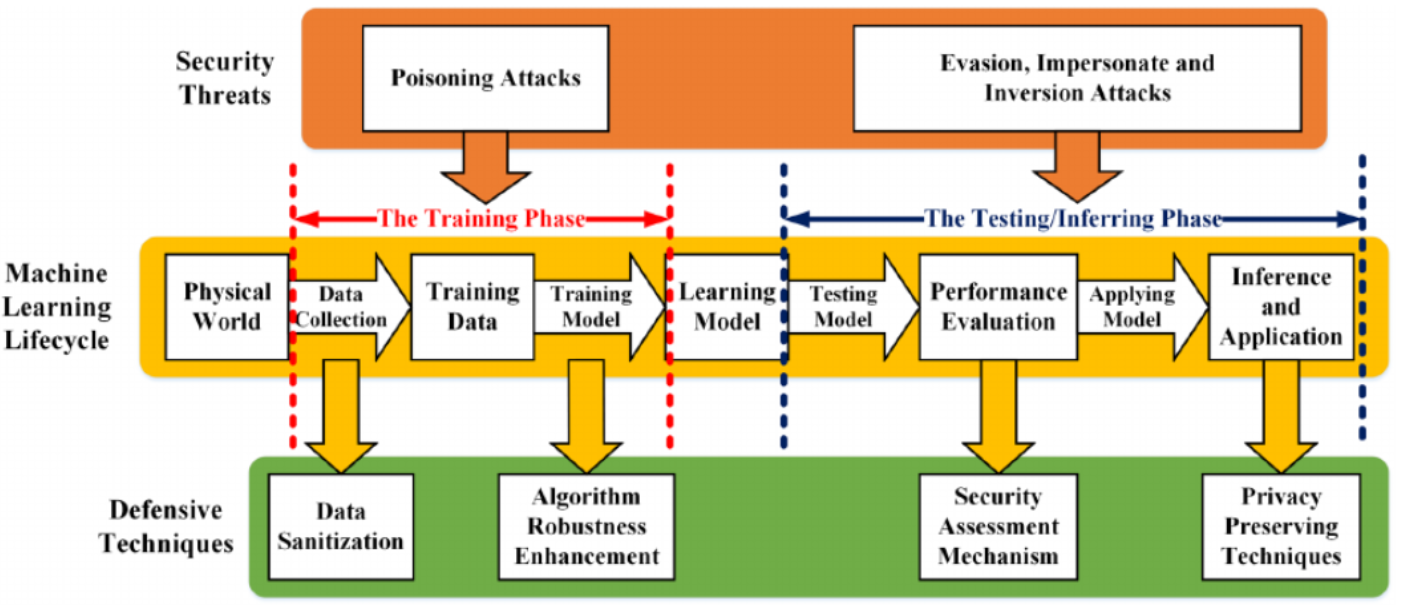 Security
Threats
Poisoning Attacks
Evasion, Impersonate and
Inversion Attacks
The Training Phase
The Testing/Inferring Phase
Machine
Learning
Lifecycle
Physical
World
Data
Collection
Training
Data
Training
Model
Learning
Model
Testing
Model
Performance
Evaluation
Applying
Model
Inference
and
Application
Defensive
Techniques
Data
Sanitization
Algorithm
Robustness
Enhancement
Security
Assessment
Mechanism
Privacy
Preserving
Techniques